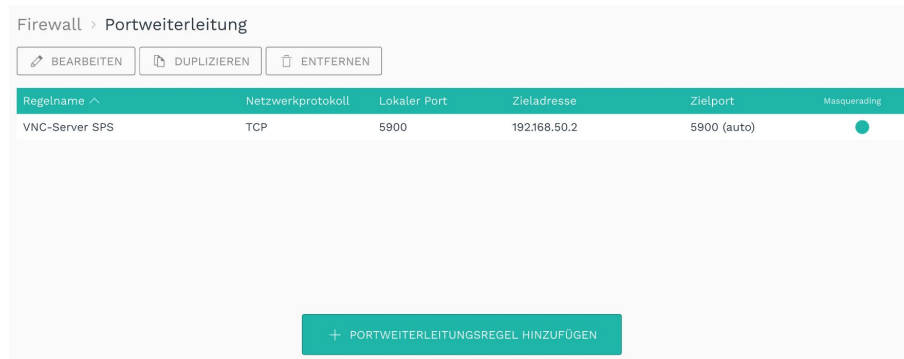 Firewall > Portweiterleitung
BEARBEITEN DUPLIZIEREN ENTFERNEN
Regelname Netzwerkprotokoll Lokaler Port Zieladresse Zielport Masquerading
VNC-Server SPS TCP 5900 192.168.50.2 5900 (auto)
+ PORTWEITERLEITUNGSREGEL HINZUFÜGEN